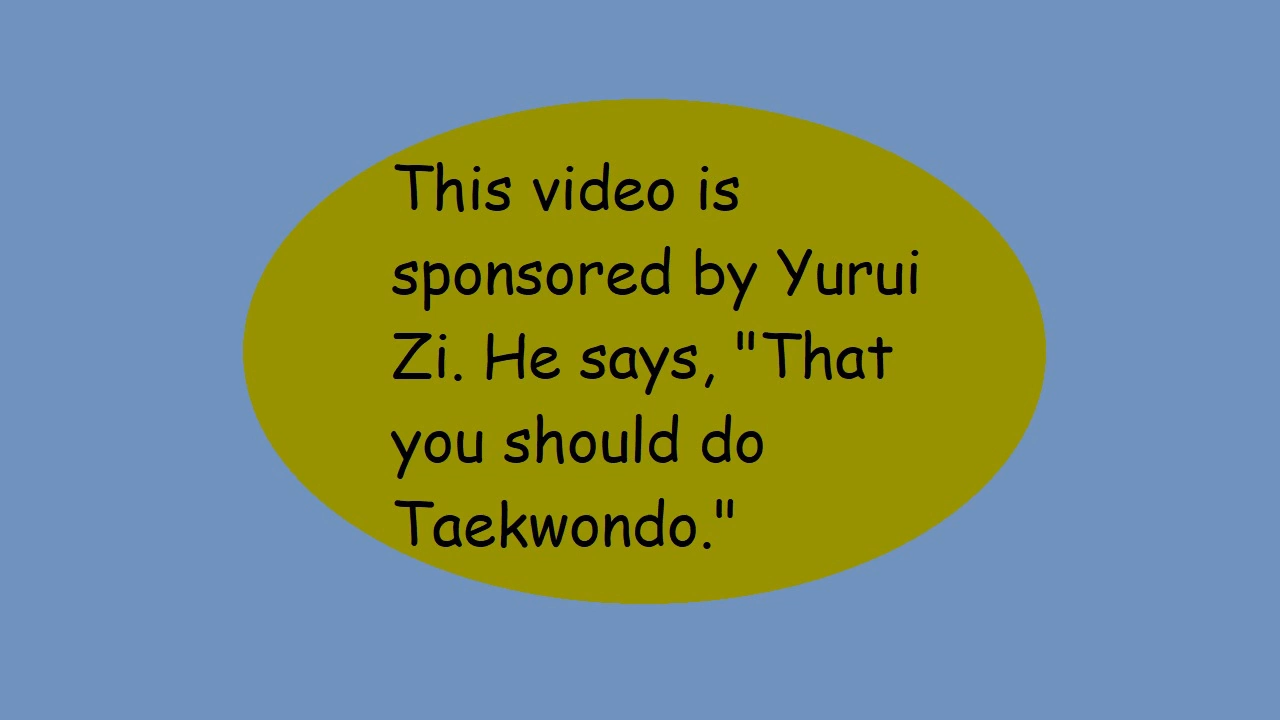 This video is
sponsored by Yurui
Zi. He says, "That
you should do
Taekwondo."